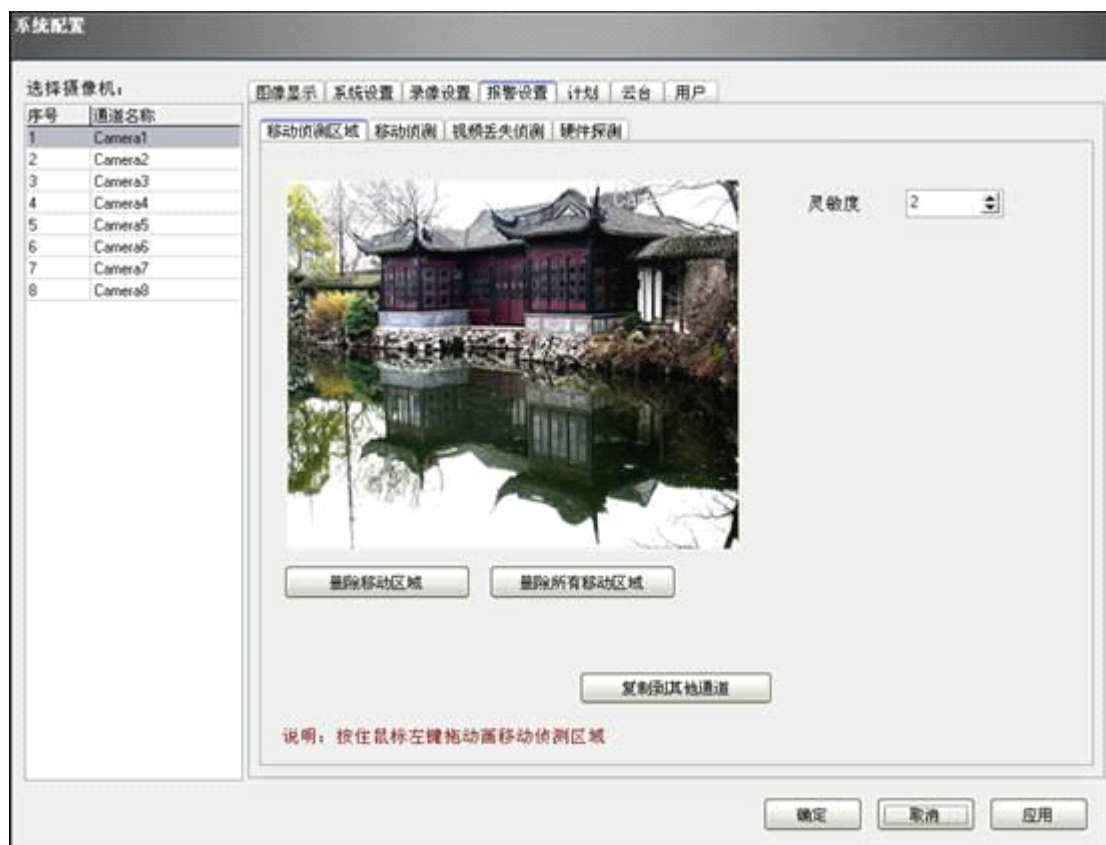 系统配置
选择摄像机：
序号 通道名称
1 Camera1
2 Camera2
3 Camera3
4 Camera4
5 Camera5
6 Camera6
7 Camera7
8 Camera8
图像显示 系统设置 录像设置 报警设置 计划 云台 用户
移动侦测区域 移动侦测 视频丢失侦测 硬件探测
灵敏度 2
删除移动区域 删除所有移动区域
复制到其他通道
说明：按住鼠标左键拖动画移动侦测区域
确定 取消 应用